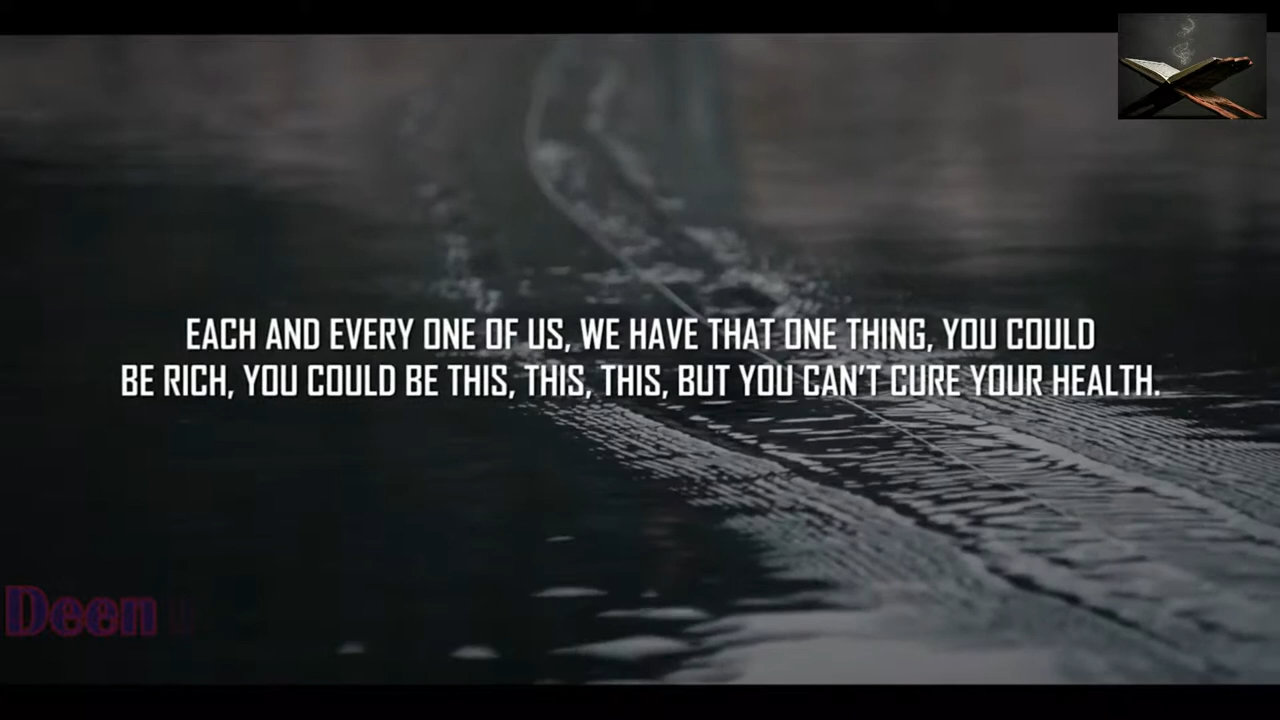 EACH AND EVERY ONE OF US, WE HAVE THAT ONE THING, YOU COULD
BE RICH, YOU COULD BE THIS, THIS, THIS, BUT YOU CAN'T CURE YOUR HEALTH.
Deen